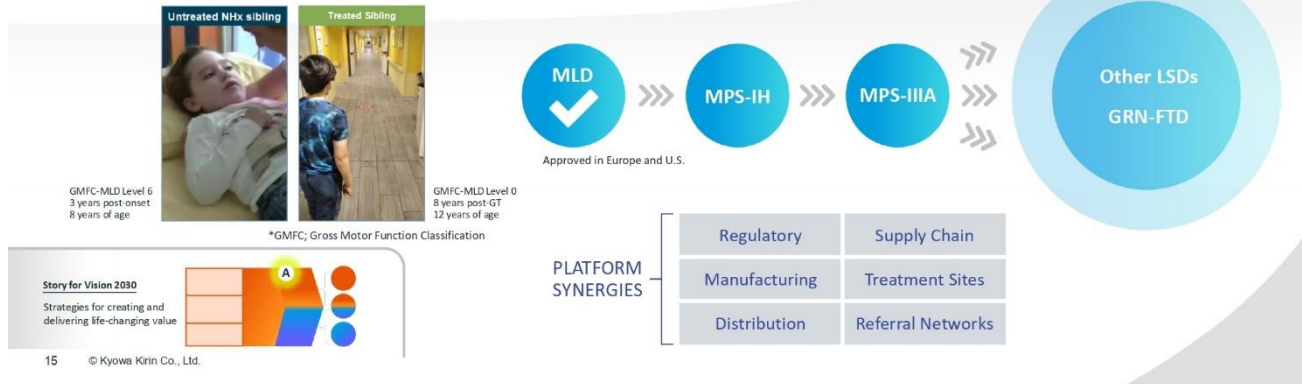 Untreated NHx sibling
Treated Sibling
GMFC-MLD Level 6
3 years post-onset
8 years of age
GMFC-MLD Level 0
8 years post-GT
12 years of age
*GMFC; Gross Motor Function Classification
MLD
MPS-IH
MPS-IIIA
Other LSDs
GRN-FTD
Approved in Europe and U.S.
PLATFORM
SYNERGIES
Regulatory
Supply Chain
Manufacturing
Treatment Sites
Distribution
Referral Networks
Story for Vision 2030
Strategies for creating and
delivering life-changing value
A
15 © Kyowa Kirin Co., Ltd.